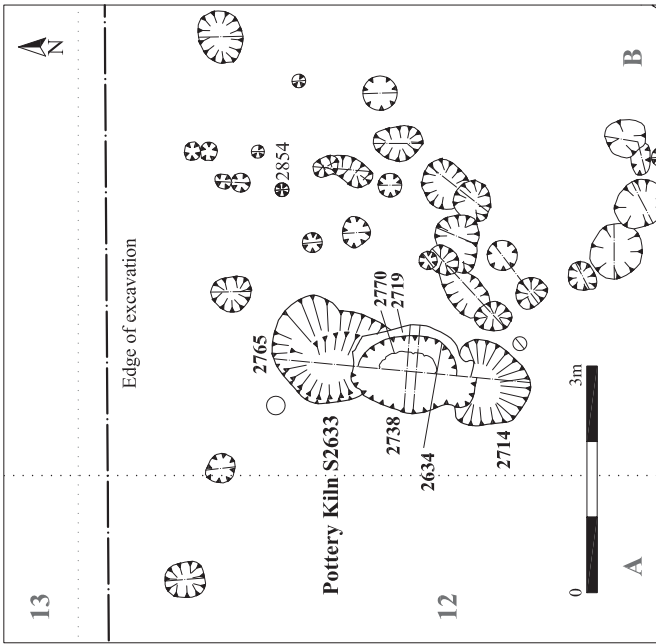 13
N
Edge of excavation
B
2854
2770
2719
2765
Pottery Kiln S2633
2738
2634
2714
12
A
0
3m